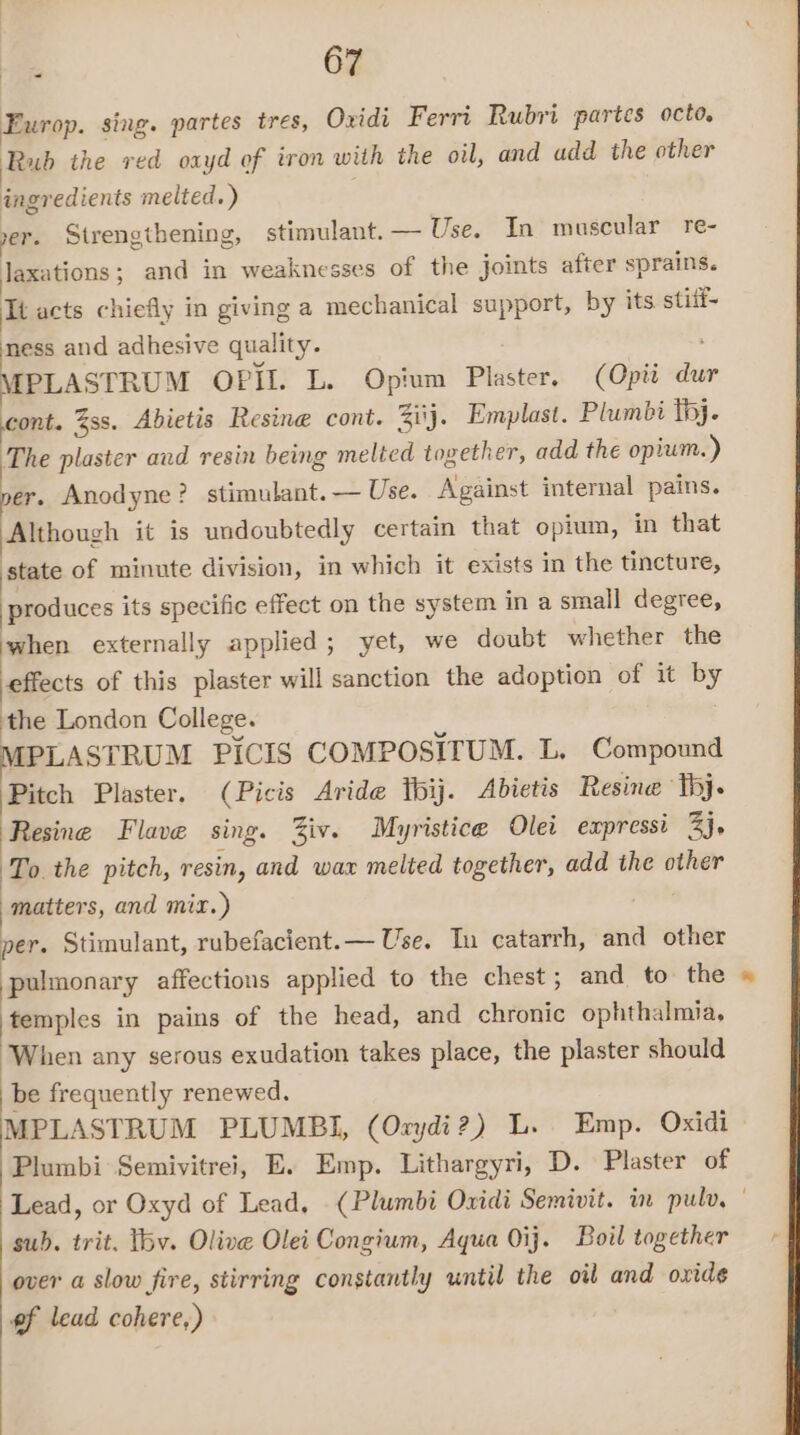 67
Europ. sing. partes tres, Oxidi Ferri Rubri partes octo.
Rub the red oxyd of iron with the oil, and add the other
ingredients melted.)
er. Strengthening, stimulant. — Use. In muscular re-
laxations; and in weaknesses of the joints after sprains.
It acts chiefly in giving a mechanical support, by its stiff-
ness and adhesive quality.
MPLASTRUM OPII. L. Opium Plaster. (Opii dur
cont. ℥ss. Abietis Resinæ cont. ℥iij. Emplast. Plumbi ℔j.
The plaster and resin being melted together, add the opium.)
per. Anodyne? stimulant. — Use. Against internal pains.
Although it is undoubtedly certain that opium, in that
state of minute division, in which it exists in the tincture,
produces its specific effect on the system in a small degree,
when externally applied; yet, we doubt whether the
effects of this plaster will sanction the adoption of it by
the London College.
MPLASTRUM PICIS COMPOSITUM. L. Compound
Pitch Plaster. (Picis Aridæ ℔ij. Abietis Resinæ ℔j.
Resinæ Flavæ sing. ℥iv. Myristicæ Olei expressi ℥j.
To the pitch, resin, and wax melted together, add the other
matters, and mix.)
per. Stimulant, rubefacient. — Use. In catarrh, and other
pulmonary affections applied to the chest; and to the
temples in pains of the head, and chronic ophthalmia.
When any serous exudation takes place, the plaster should
be frequently renewed.
MPLASTRUM PLUMBI, (Oxydi?) L. Emp. Oxidi
Plumbi Semivitrei, E. Emp. Lithargyri, D. Plaster of
Lead, or Oxyd of Lead. (Plumbi Oxidi Semivit. in pulv.
sub. trit. ℔v. Olivæ Olei Congium, Aqua Oij. Boil together
over a slow fire, stirring constantly until the oil and oxide
of lead cohere,)